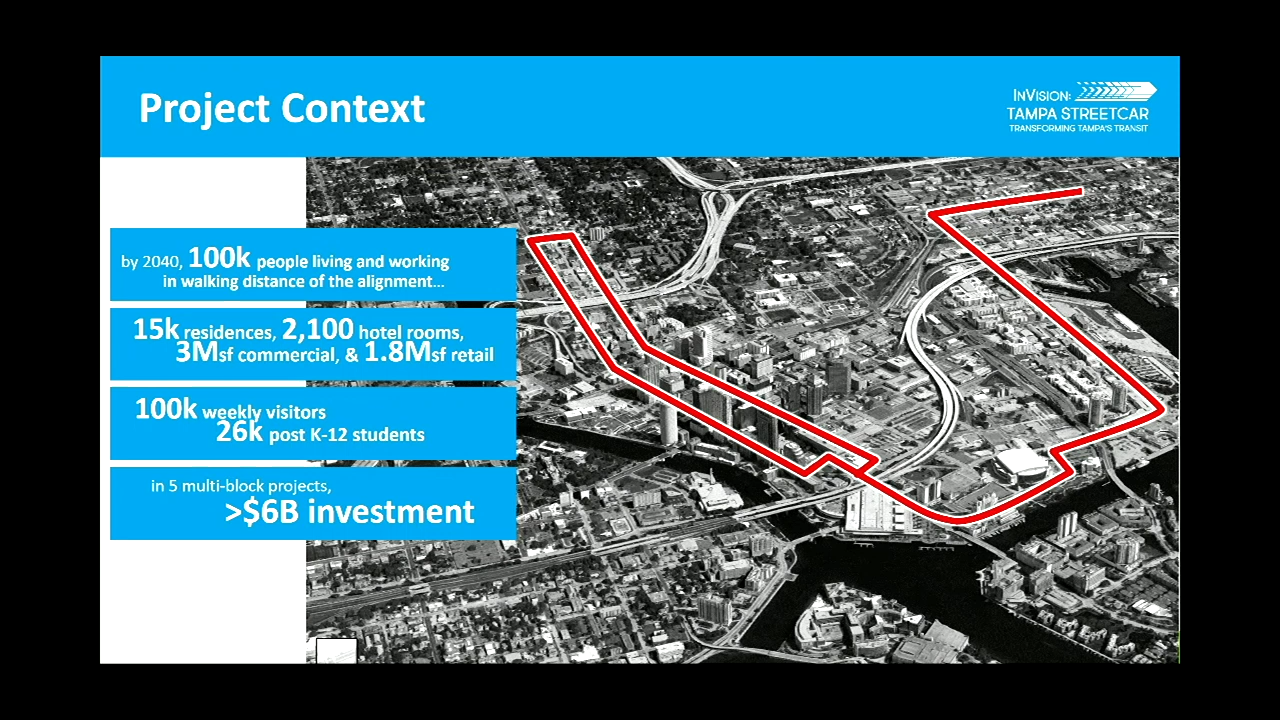 Project Context
INVISION:
TAMPA STREETCAR
TRANSFORMING TAMPA'S TRANSIT
by 2040, 100k people living and working
in walking distance of the alignment...
15k residences, 2,100 hotel rooms,
3Msf commercial, & 1.8Msf retail
100k weekly visitors
26k post K-12 students
in 5 multi-block projects,
>$6B investment